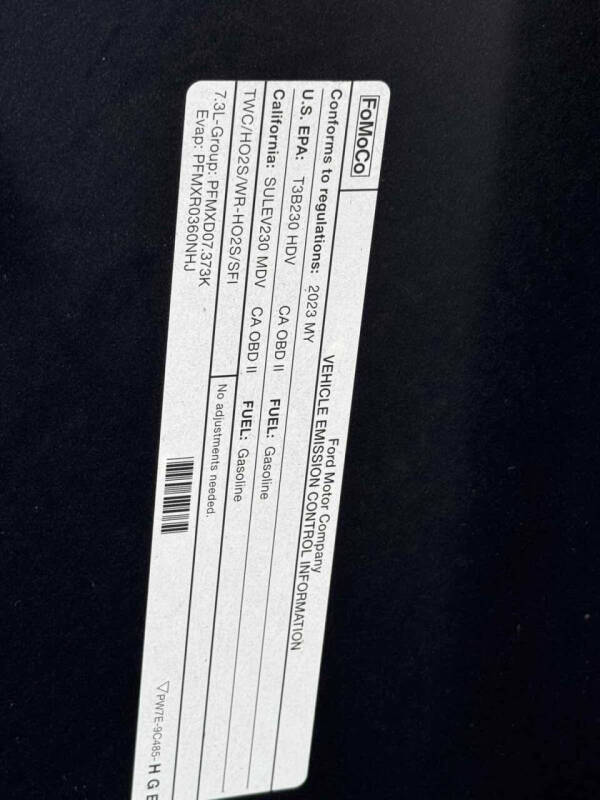 FoMoCo
Ford Motor Company
VEHICLE EMISSION CONTROL INFORMATION
Conforms to regulations: 2023 MY
U.S. EPA: T3B230 HDV CA OBD II FUEL: Gasoline
California: SULEV230 MDV CA OBD II FUEL: Gasoline
TWC/HO2S/WR-HO2S/SFI
No adjustments needed.
7.3L-Group: PFMXD07.373K
Evap: PFMXR0360NHJ
▽PW7E-9C485- H G E